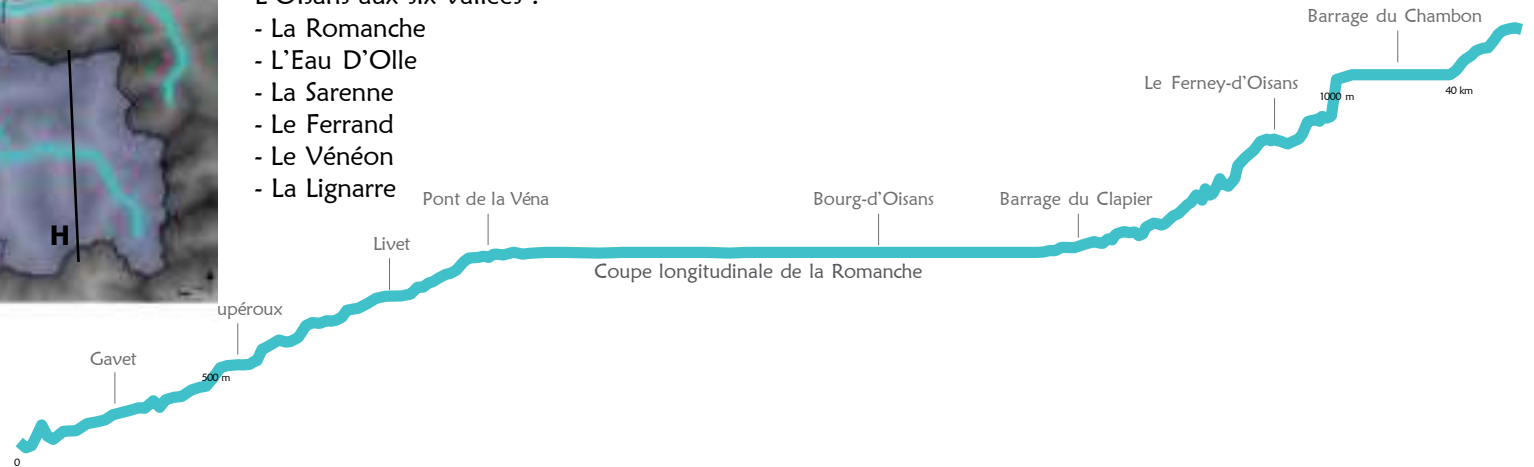 - La Romanche
- L'Eau D'Olle
- La Sarenne
- Le Ferrand
- Le Vénéon
- La Lignarre
H
Barrage du Chambon
Le Ferney-d'Oisans
1000 m
40 km
Pont de la Véna
Bourg-d'Oisans
Barrage du Clapier
Livet
Coupe longitudinale de la Romanche
upéroux
Gavet
500 m
0